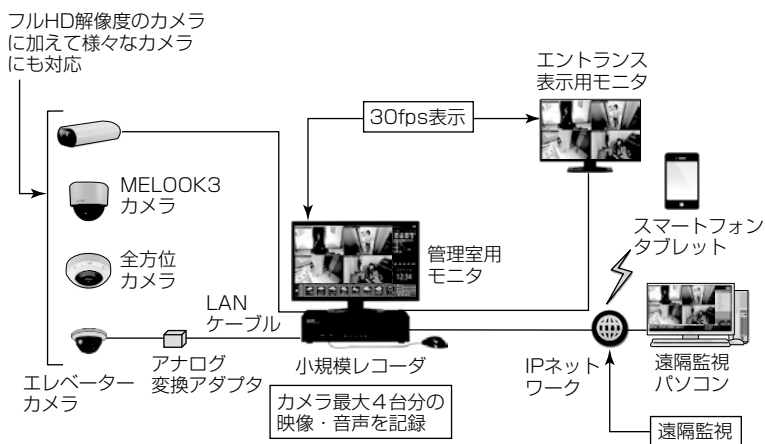 フルHD解像度のカメラ
に加えて様々なカメラ
にも対応
エントランス
表示用モニタ
30fps表示
MELOOK3
カメラ
スマートフォン
タブレット
全方位
カメラ
管理室用
モニタ
12:34
LAN
ケーブル
アナログ
変換アダプタ
小規模レコーダ
IPネット
ワーク
遠隔監視
パソコン
エレベーター
カメラ
カメラ最大4台分の
映像・音声を記録
遠隔監視